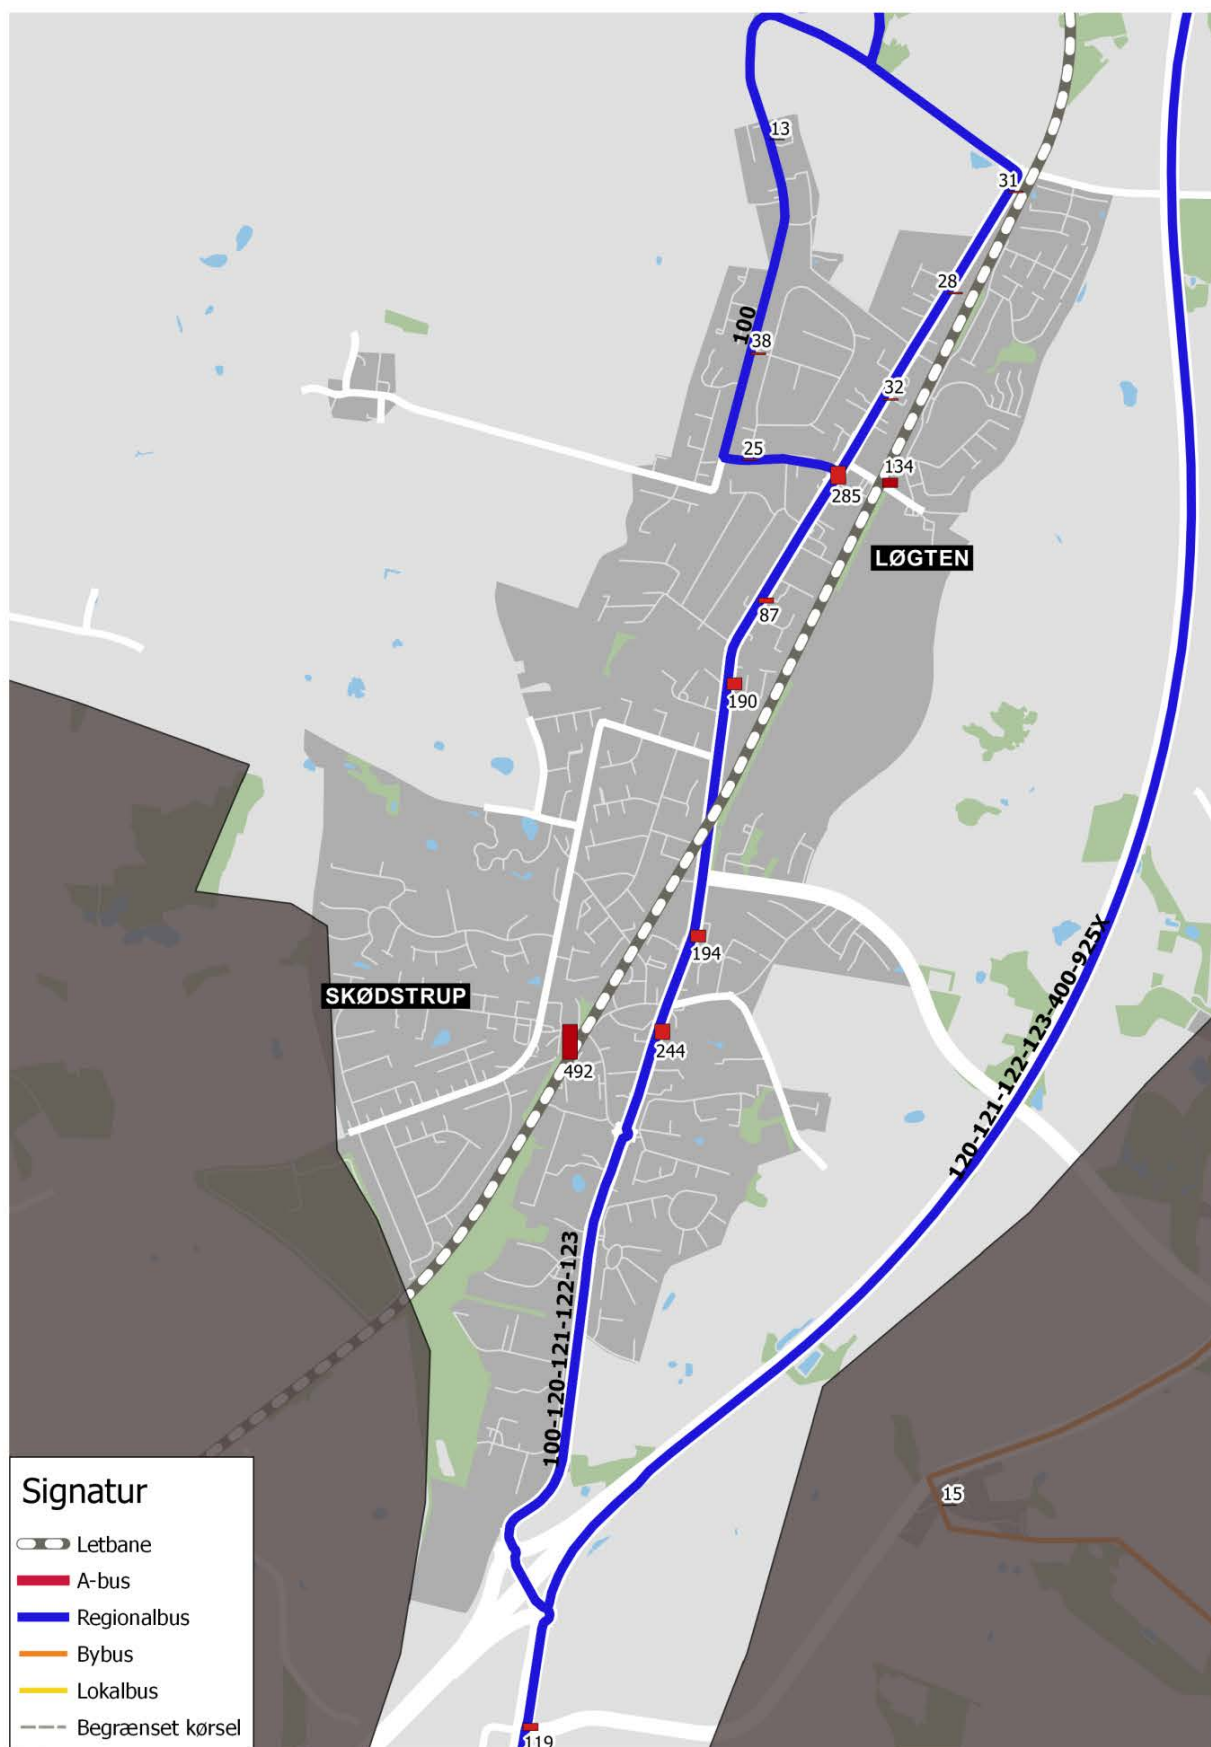 13
31
28
100
38
32
25
134
285
LØGTEN
87
190
194
SKØDSTRUP
244
492
120-121-122-123-400-925X
100-120-121-122-123
15
119
Signatur
Letbane
A-bus
Regionalbus
Bybus
Lokalbus
Begrænset kørsel